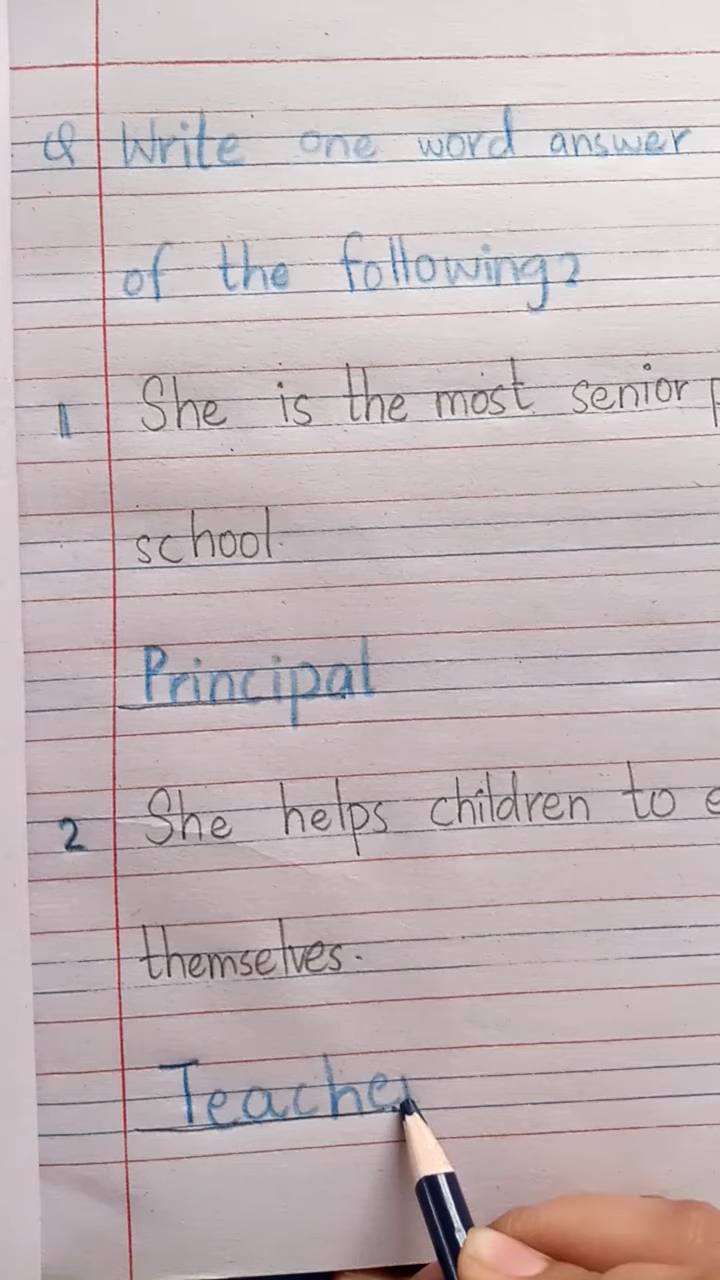 Q Write one word answer
of the following?
1 She is the most senior
school.
Principal
2 She helps children to
themselves.
Teacher